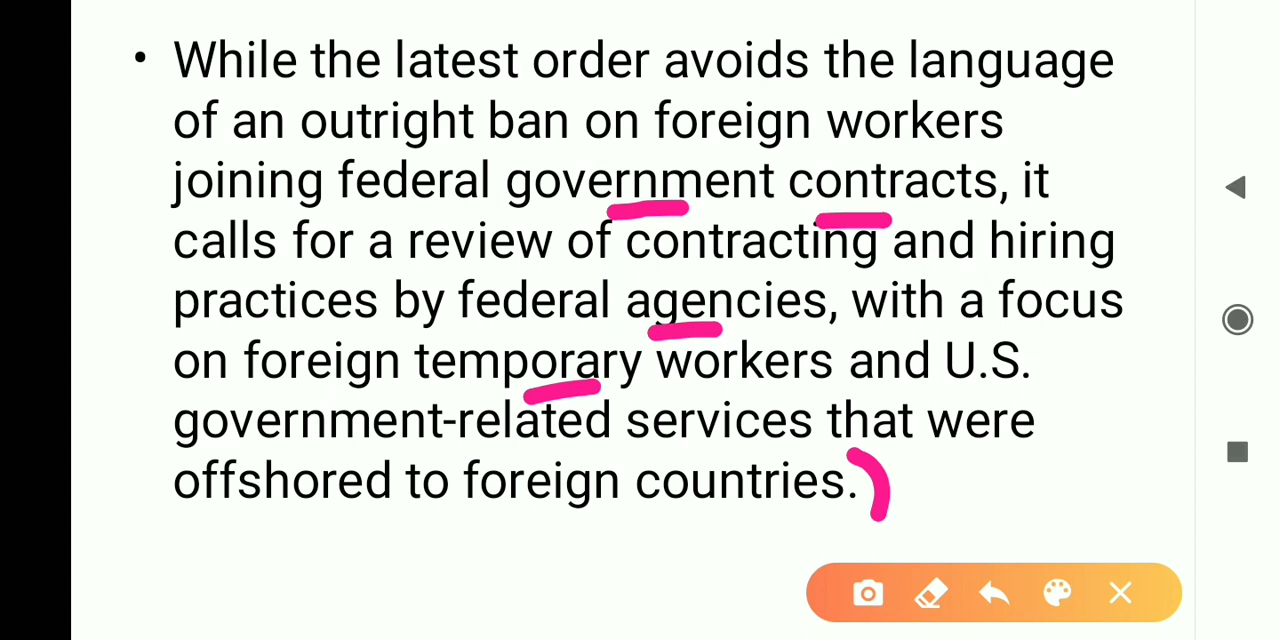 • While the latest order avoids the language
of an outright ban on foreign workers
joining federal government contracts, it
calls for a review of contracting and hiring
practices by federal agencies, with a focus
on foreign temporary workers and U.S.
government-related services that were
offshored to foreign countries.